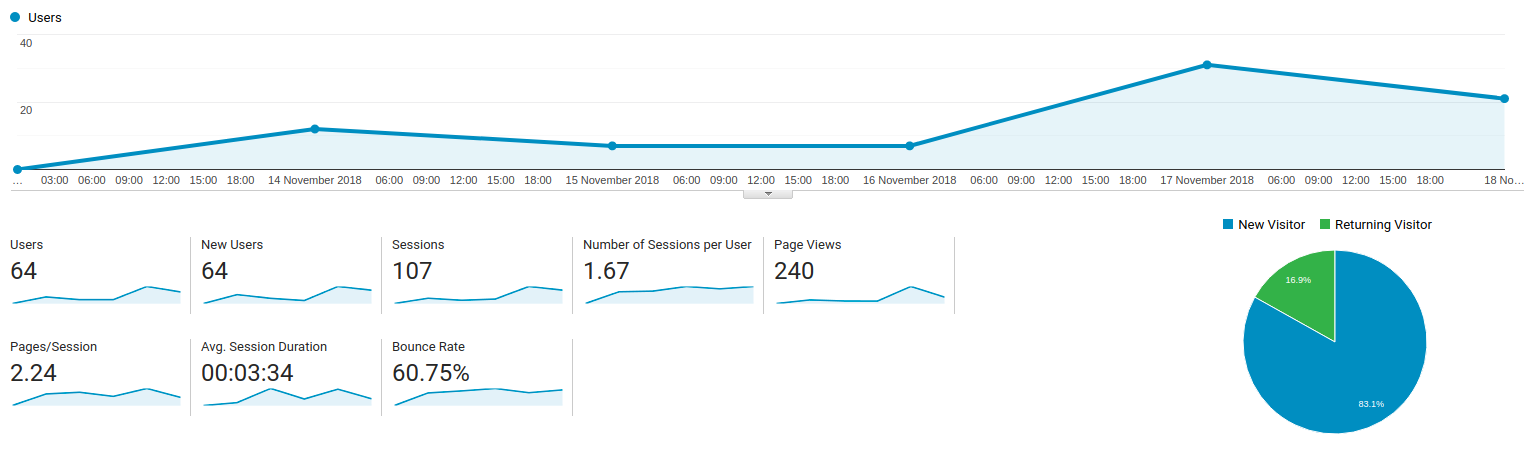 Users
40
20
... 03:00 06:00 09:00 12:00 15:00 18:00 14 November 2018 06:00 09:00 12:00 15:00 18:00 15 November 2018 06:00 09:00 12:00 15:00 18:00 16 November 2018 06:00 09:00 12:00 15:00 18:00 17 November 2018 06:00 09:00 12:00 15:00 18:00 18 No...
New Visitor Returning Visitor
Users New Users Sessions Number of Sessions per User Page Views
64 64 107 1.67 240
16.9%
Pages/Session Avg. Session Duration Bounce Rate
2.24 00:03:34 60.75%
83.1%